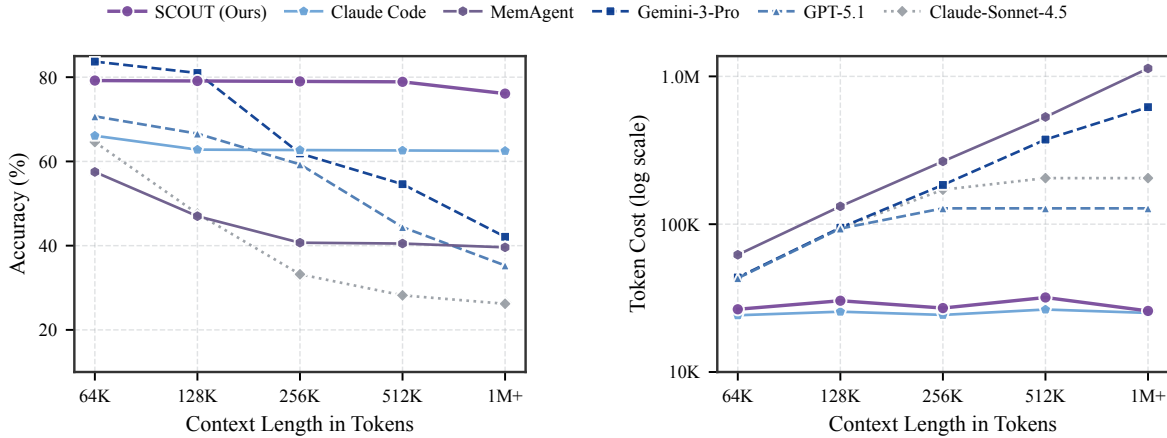 SCOUT (Ours) Claude Code MemAgent Gemini-3-Pro GPT-5.1 Claude-Sonnet-4.5
Accuracy (%)
80
60
40
20
64K 128K 256K 512K 1M+
Context Length in Tokens
Token Cost (log scale)
1.0M
100K
10K
64K 128K 256K 512K 1M+
Context Length in Tokens